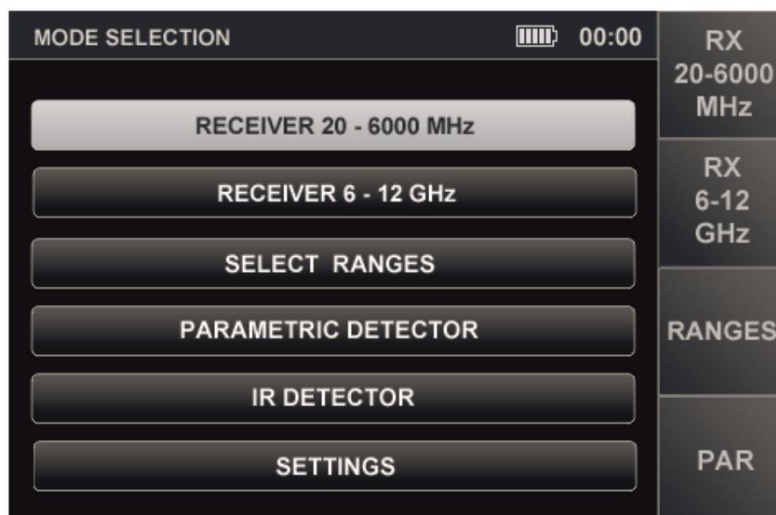 MODE SELECTION 00:00
RECEIVER 20 - 6000 MHz
RECEIVER 6 - 12 GHz
SELECT RANGES
PARAMETRIC DETECTOR
IR DETECTOR
SETTINGS
RX
20-6000
MHz
RX
6-12
GHz
RANGES
PAR